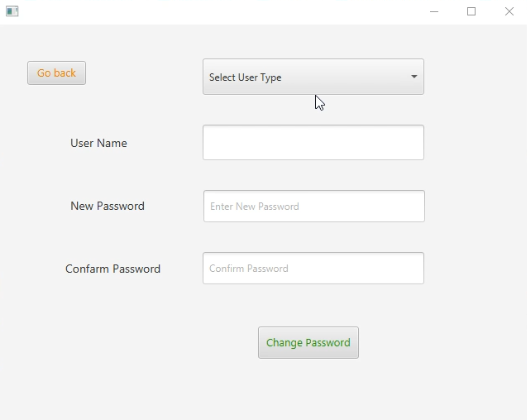 Go back
Select User Type
User Name
New Password
Enter New Password
Confarm Password
Confirm Password
Change Password